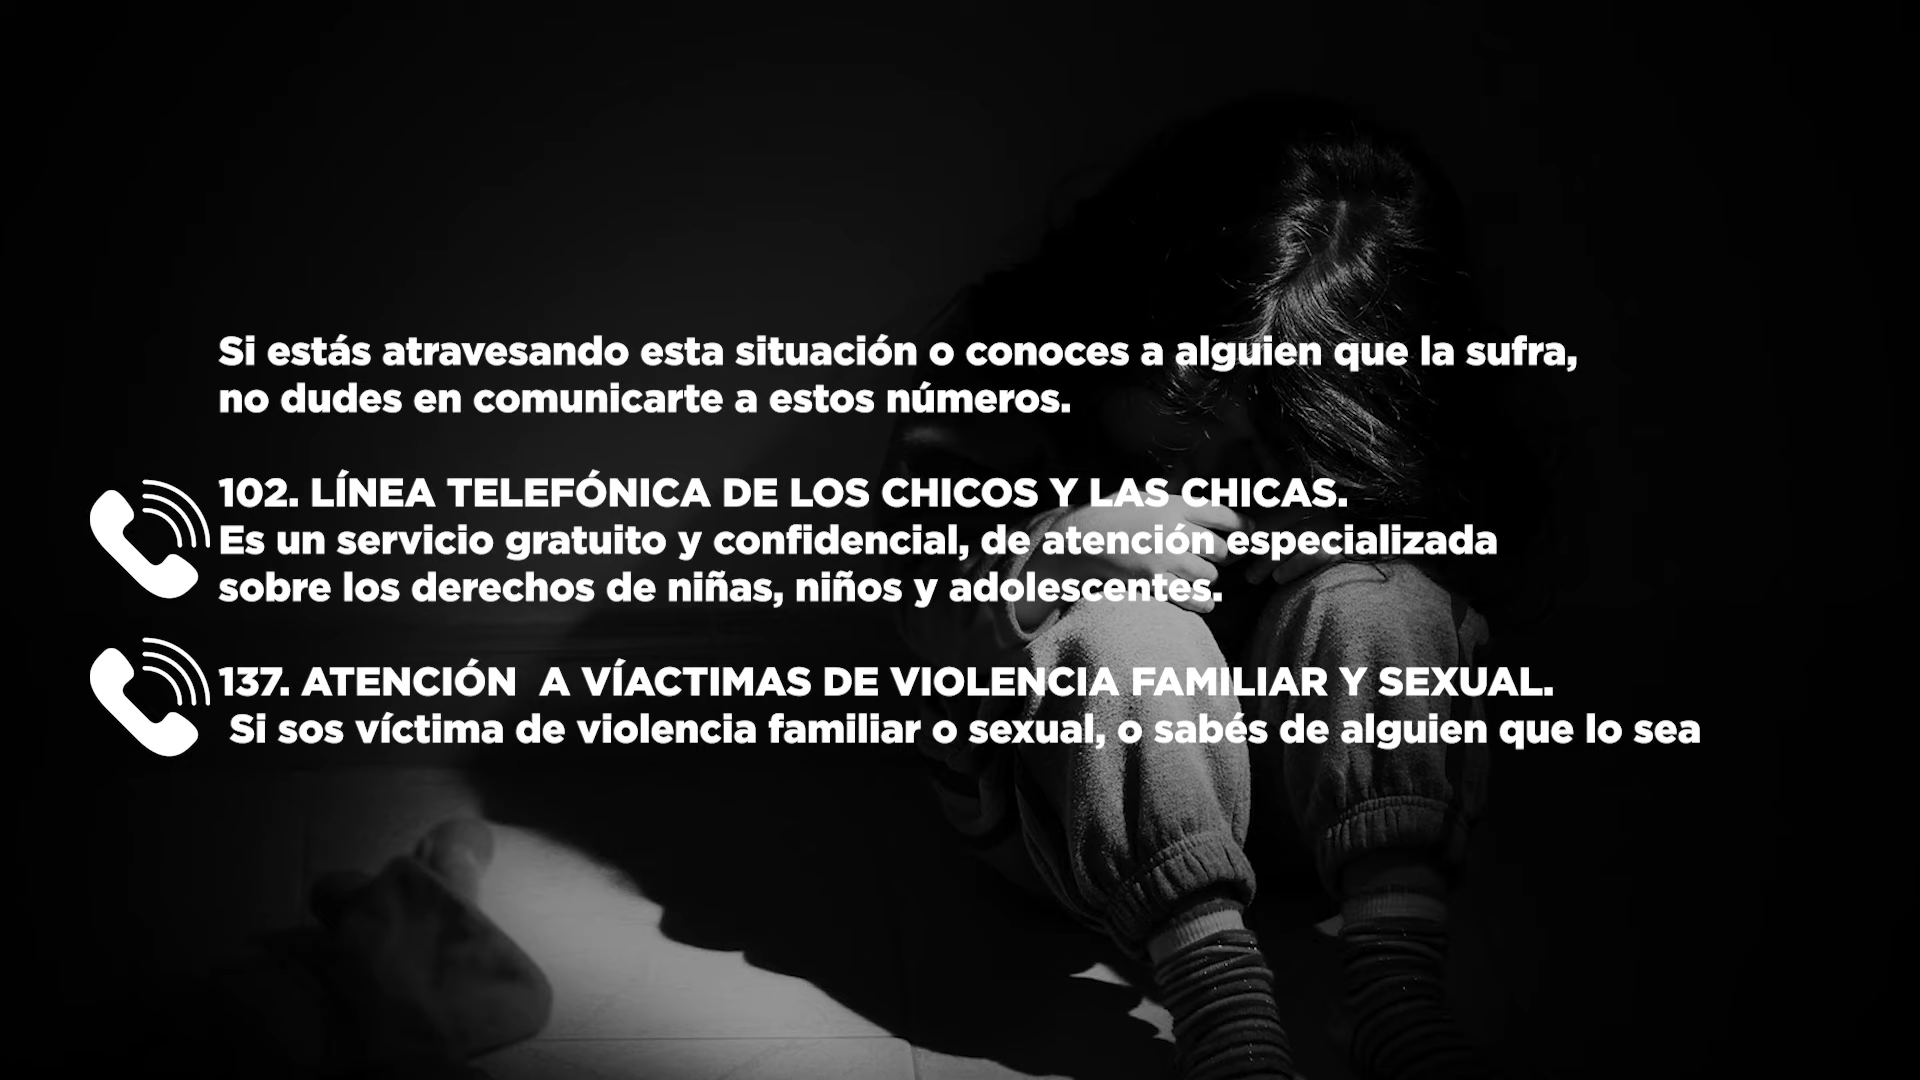 Si estás atravesando esta situación o conoces a alguien que la sufra,
no dudes en comunicarte a estos números.
102. LÍNEA TELEFÓNICA DE LOS CHICOS Y LAS CHICAS.
Es un servicio gratuito y confidencial, de atención especializada
sobre los derechos de niñas, niños y adolescentes.
137. ATENCIÓN  A VÍACTIMAS DE VIOLENCIA FAMILIAR Y SEXUAL.
Si sos víctima de violencia familiar o sexual, o sabés de alguien que lo sea